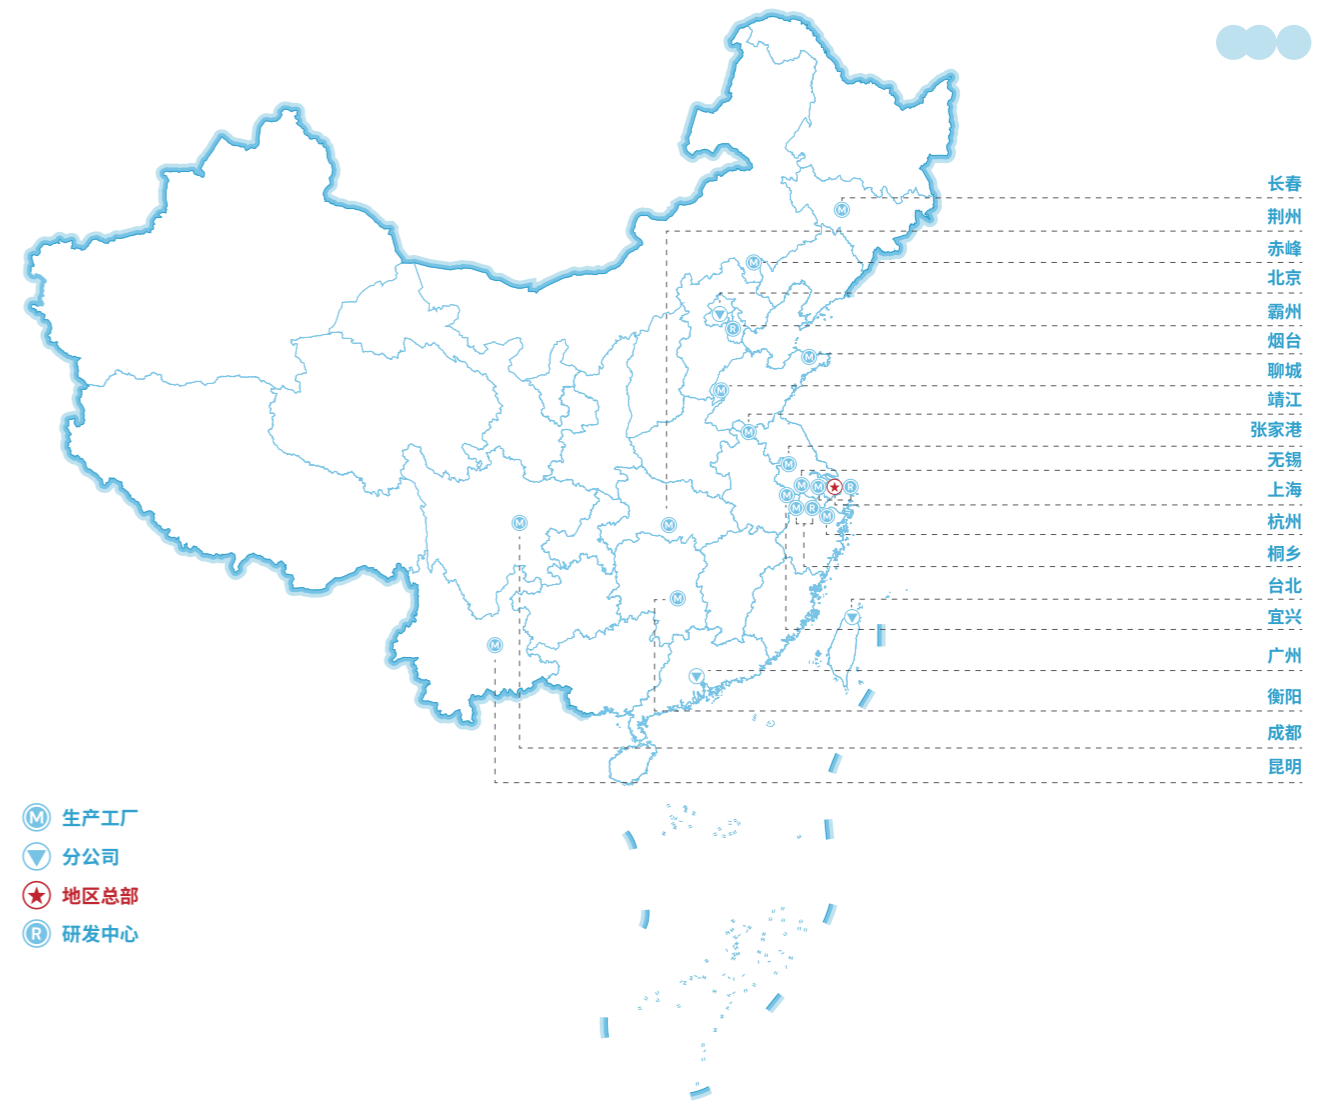 长春
荆州
赤峰
北京
霸州
烟台
聊城
靖江
张家港
无锡
上海
杭州
桐乡
台北
宜兴
广州
衡阳
成都
昆明
M 生产工厂
分公司
地区总部
R 研发中心